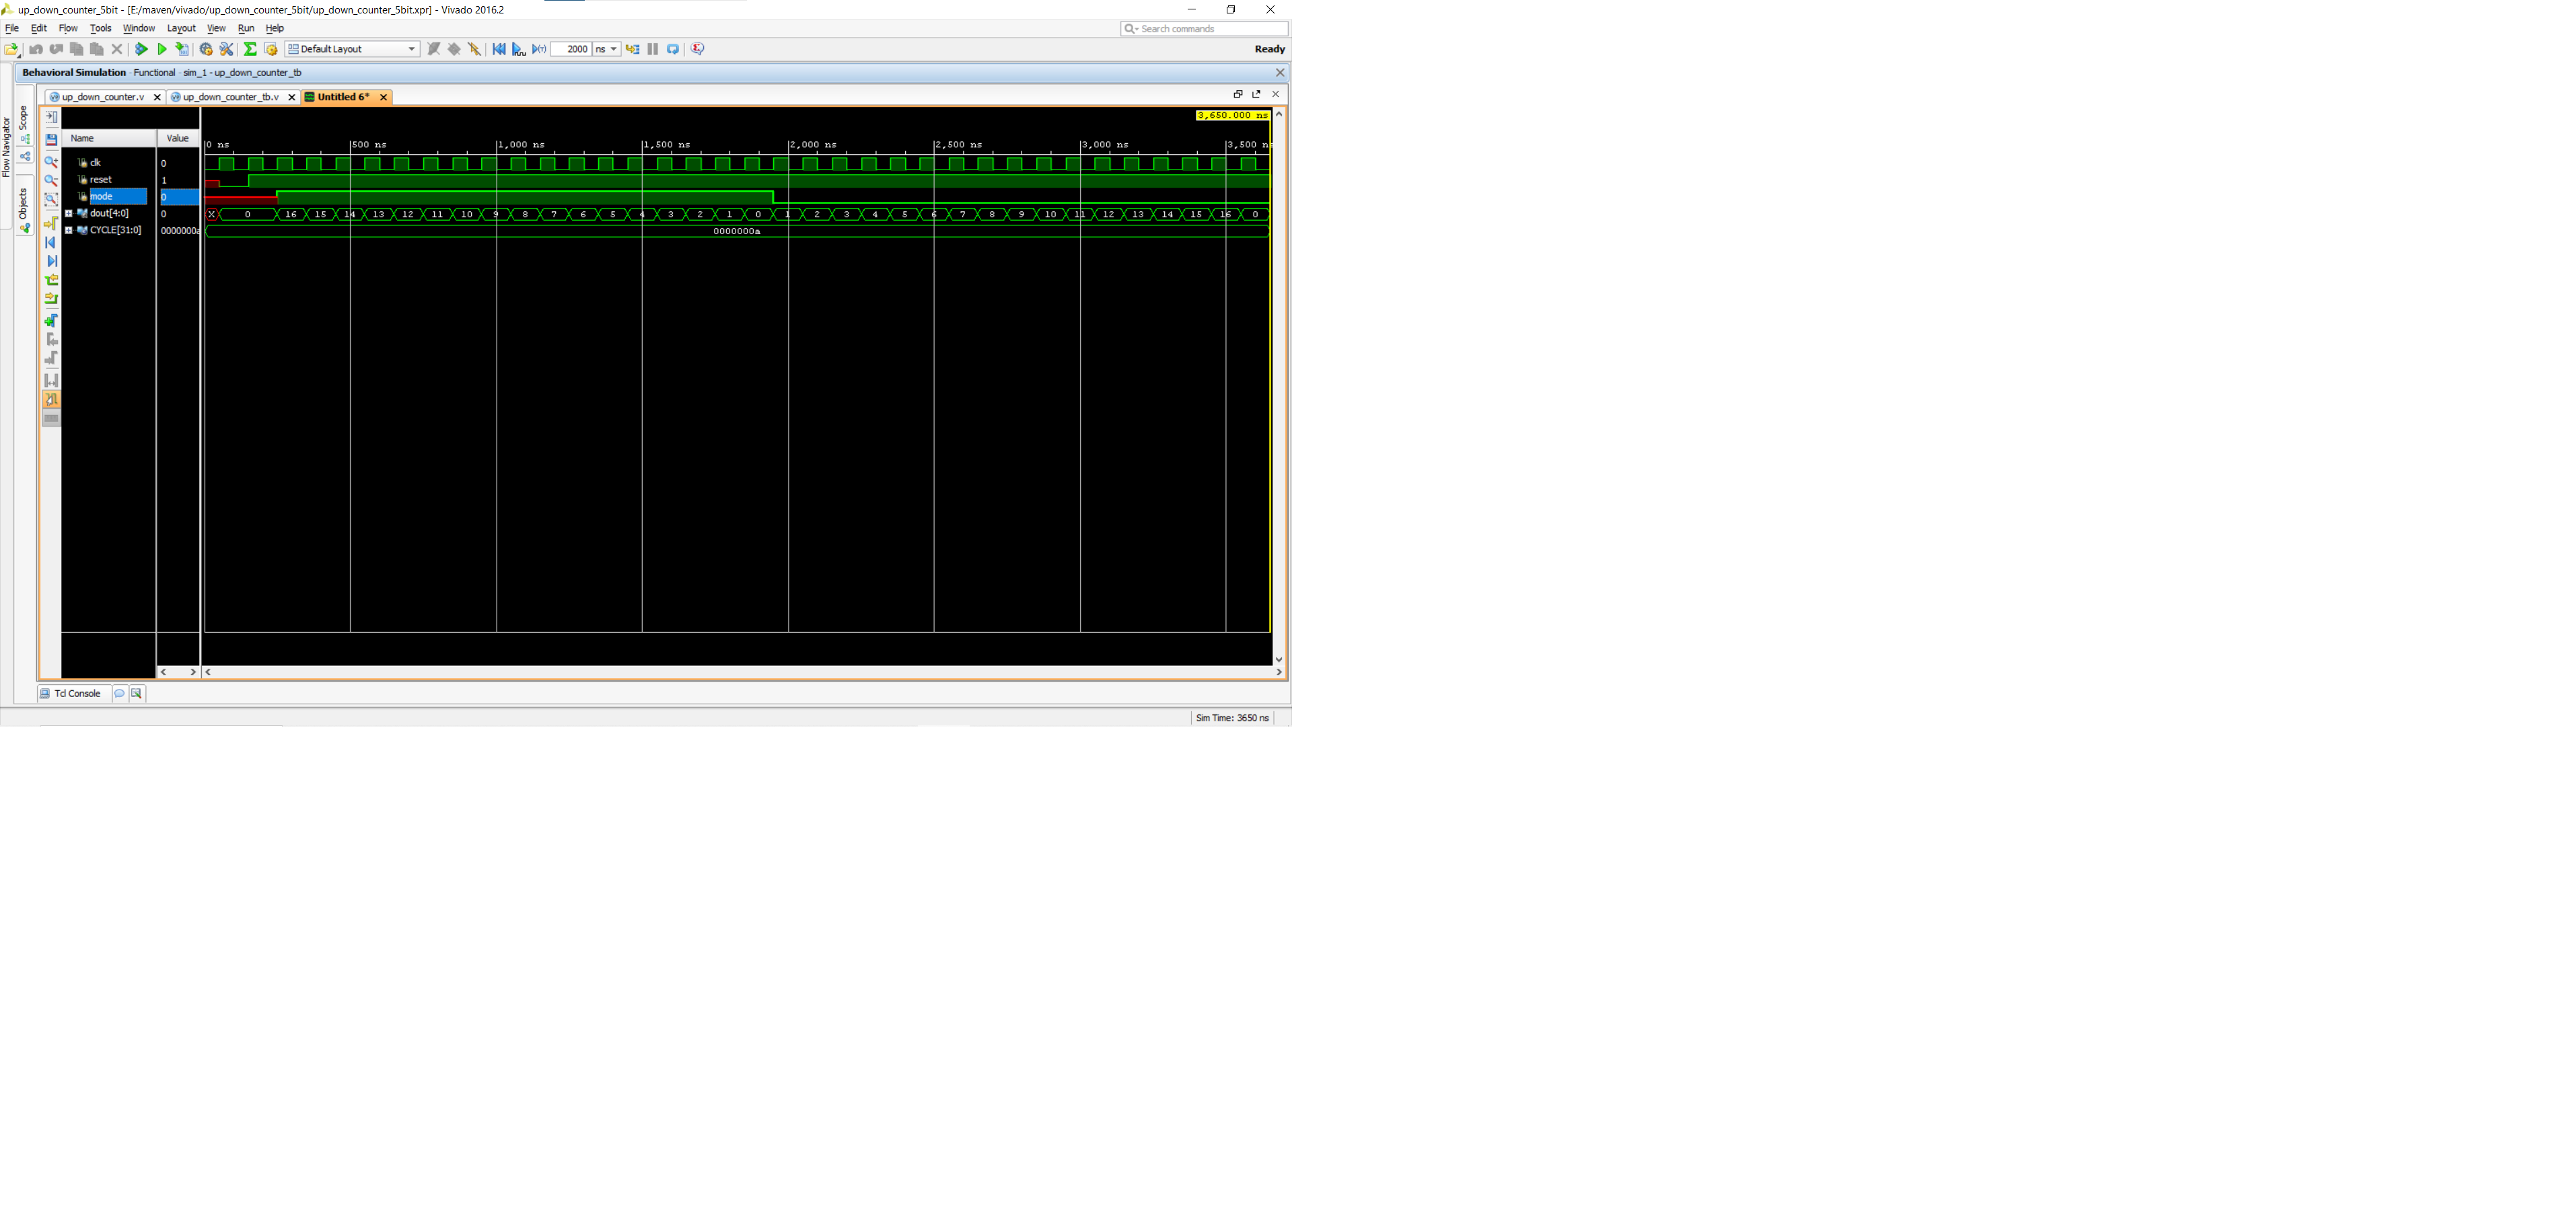 up_down_counter_5bit - [E:/maven/vivado/up_down_counter_5bit/up_down_counter_5bit.xpr] - Vivado 2016.2
File Edit Flow Tools Window Layout View Run Help
Search commands
Default Layout
2000 ns
Ready
Behavioral Simulation - Functional - sim_1 - up_down_counter_tb
Flow Navigator
Scope
Objects
up_down_counter.v
up_down_counter_tb.v
Untitled 6*
3,650.000 ns
Name Value
0 ns 500 ns 1,000 ns 1,500 ns 2,000 ns 2,500 ns 3,000 ns 3,500 n
clk 0
reset 1
mode 0
dout[4:0] 0 X 0 16 15 14 13 12 11 10 9 8 7 6 5 4 3 2 1 0 1 2 3 4 5 6 7 8 9 10 11 12 13 14 15 16 0
CYCLE[31:0] 0000000a 0000000a
Tcl Console
Sim Time: 3650 ns